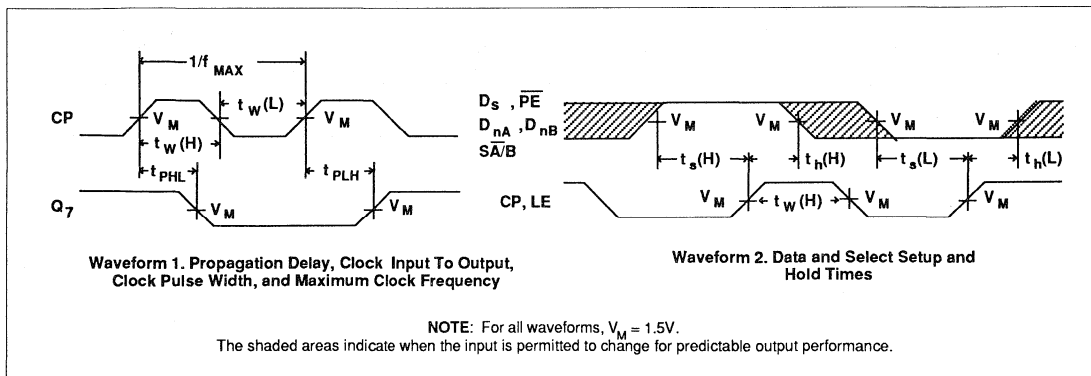 1/f MAX
t W (L)
CP
V M
V M
t W (H)
t PHL
t PLH
Q 7
V M
V M
Waveform 1. Propagation Delay, Clock Input To Output,
Clock Pulse Width, and Maximum Clock Frequency
D s , P̅E̅
D nA , D nB
SA̅/B
V M
V M
V M
V M
t s (H)
t h (H)
t s (L)
t h (L)
CP, LE
V M
t W (H)
V M
V M
Waveform 2. Data and Select Setup and
Hold Times
NOTE: For all waveforms, V M = 1.5V.
The shaded areas indicate when the input is permitted to change for predictable output performance.